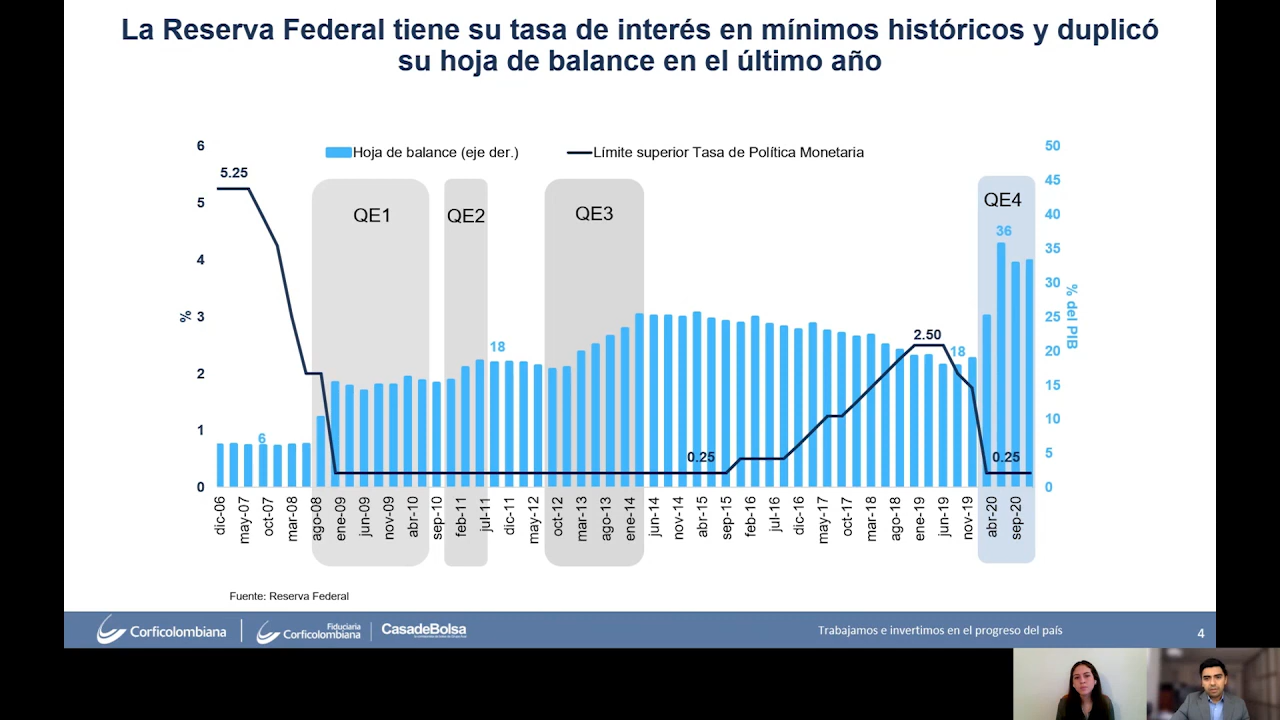 La Reserva Federal tiene su tasa de interés en mínimos históricos y duplicó
su hoja de balance en el último año
Hoja de balance (eje der.)
Límite superior Tasa de Política Monetaria
6
5
4
3
2
1
0
%
50
45
40
35
30
25
20
15
10
5
0
% del PIB
5.25
QE1
QE2
QE3
QE4
36
18
2.50
18
6
0.25
0.25
dic-06
may-07
oct-07
mar-08
ago-08
ene-09
jun-09
nov-09
abr-10
sep-10
feb-11
jul-11
dic-11
may-12
oct-12
mar-13
ago-13
ene-14
jun-14
nov-14
abr-15
sep-15
feb-16
jul-16
dic-16
may-17
oct-17
mar-18
ago-18
ene-19
jun-19
nov-19
abr-20
sep-20
Fuente: Reserva Federal
Corficolombiana
Fiduciaria
Corficolombiana
CasadeBolsa
Trabajamos e invertimos en el progreso del país
4